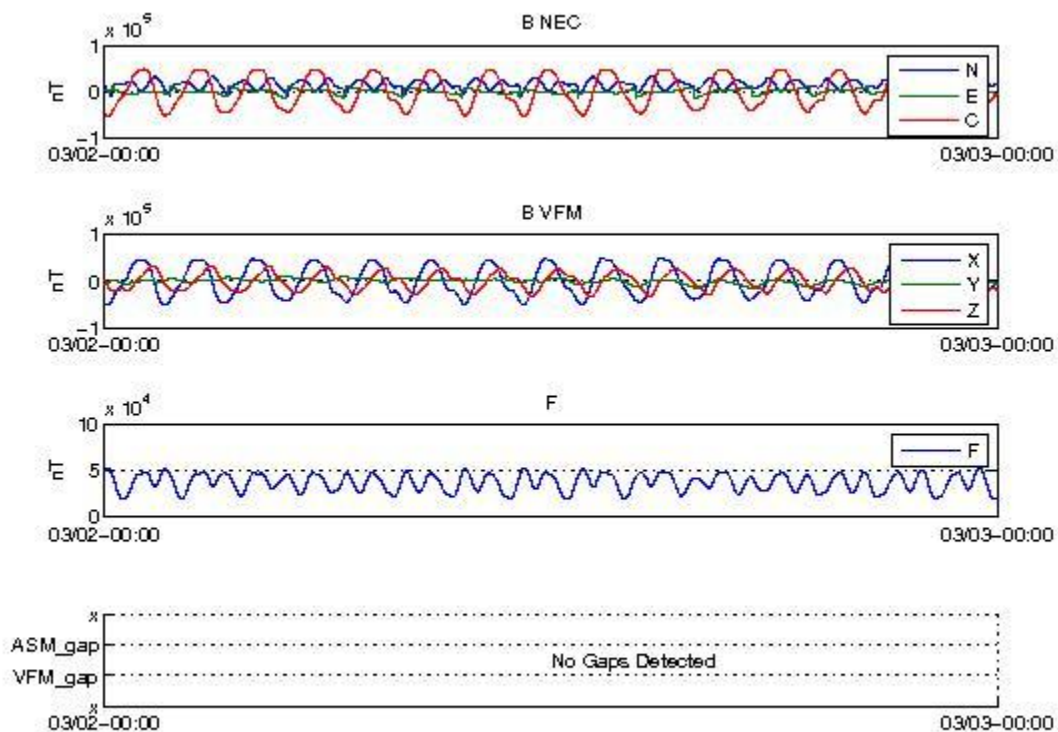 B NEC
x 10^5
1
0
−1
nT
N
E
C
03/02−00:00
03/03−00:00
B VFM
x 10^5
1
0
−1
nT
X
Y
Z
03/02−00:00
03/03−00:00
F
x 10^4
10
5
0
nT
F
03/02−00:00
03/03−00:00
x
ASM_gap
VFM_gap
x
No Gaps Detected
03/02−00:00
03/03−00:00